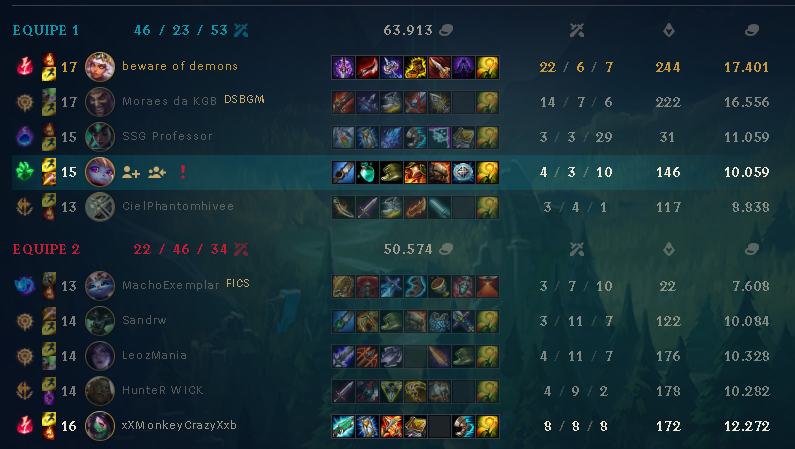 EQUIPE 1 46 / 23 / 53 63.913
17 beware of demons 22 / 6 / 7 244 17.401
17 Moraes da KGB DSBGM 14 / 7 / 6 222 16.556
15 SSG Professor 3 / 3 / 29 31 11.059
15 ! 4 / 3 / 10 146 10.059
13 CielPhantomhivee 3 / 4 / 1 117 8.838
EQUIPE 2 22 / 46 / 34 50.574
13 MachoExemplar FICS 3 / 7 / 10 22 7.608
14 Sandrw 3 / 11 / 7 122 10.084
14 LeozMania 4 / 11 / 7 176 10.328
14 HunteR WICK 4 / 9 / 2 178 10.282
16 xXMonkeyCrazyXxb 8 / 8 / 8 172 12.272